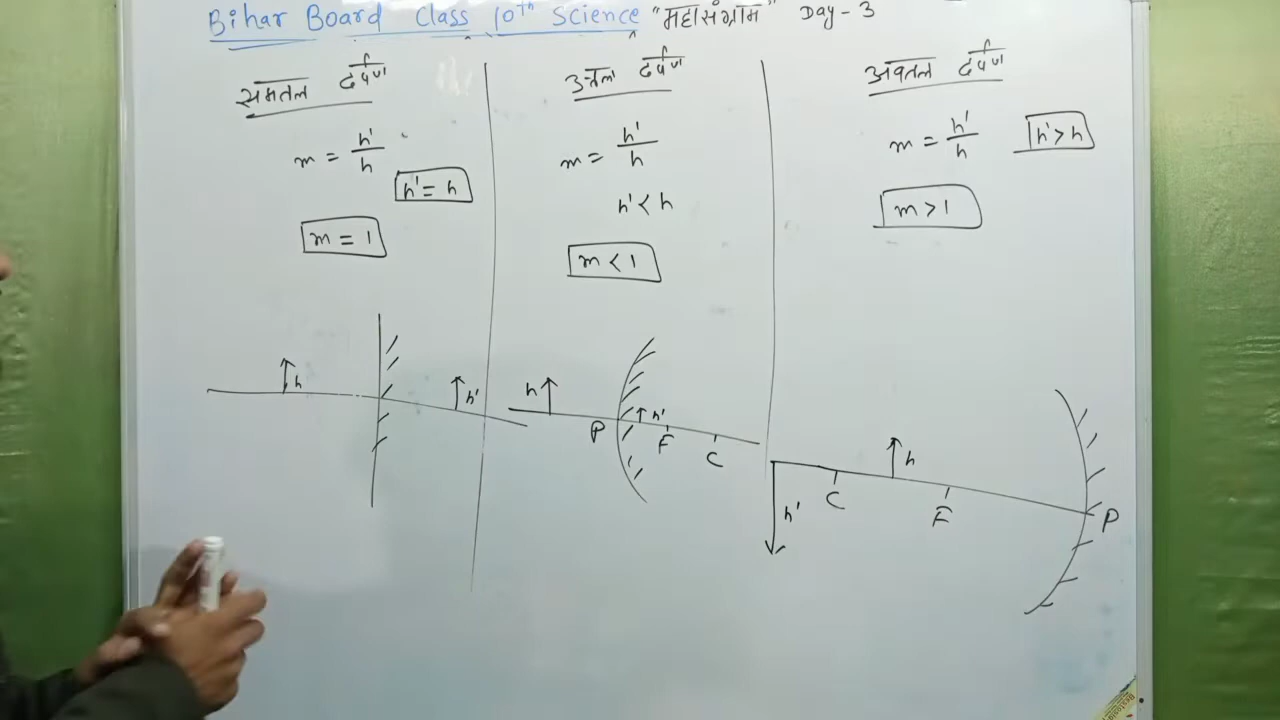 Bihar Board Class 10th Science "महासंग्राम" Day - 3
समतल दर्पण
m = h'/h
h' = h
m = 1
h
h'
उत्तल दर्पण
m = h'/h
h' < h
m < 1
h
h'
P
F
C
अवतल दर्पण
m = h'/h
h' > h
m > 1
h
h'
C
F
P